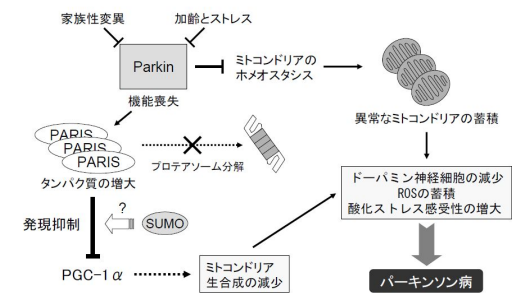 家族性変異
加齢とストレス
Parkin
機能喪失
ミトコンドリアの
ホメオスタシス
異常なミトコンドリアの蓄積
PARIS
PARIS
PARIS
タンパク質の増大
プロテアソーム分解
ドーパミン神経細胞の減少
ROSの蓄積
酸化ストレス感受性の増大
発現抑制
?
SUMO
PGC-1α
ミトコンドリア
生合成の減少
パーキンソン病